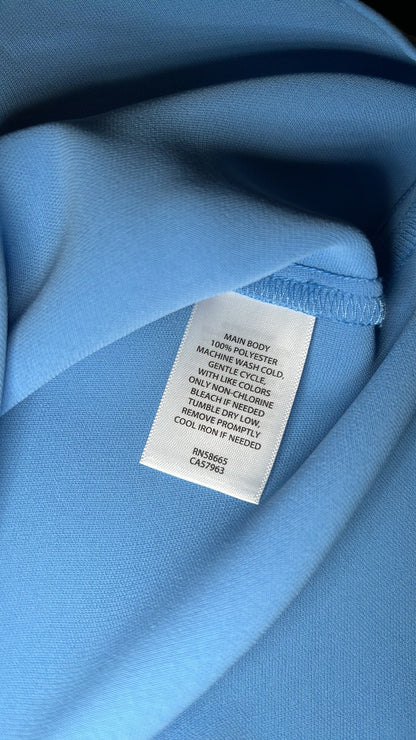 MAIN BODY
100% POLYESTER
MACHINE WASH COLD,
GENTLE CYCLE,
WITH LIKE COLORS
ONLY NON-CHLORINE
BLEACH IF NEEDED
TUMBLE DRY LOW,
REMOVE PROMPTLY
COOL IRON IF NEEDED
RN58665
CA57963